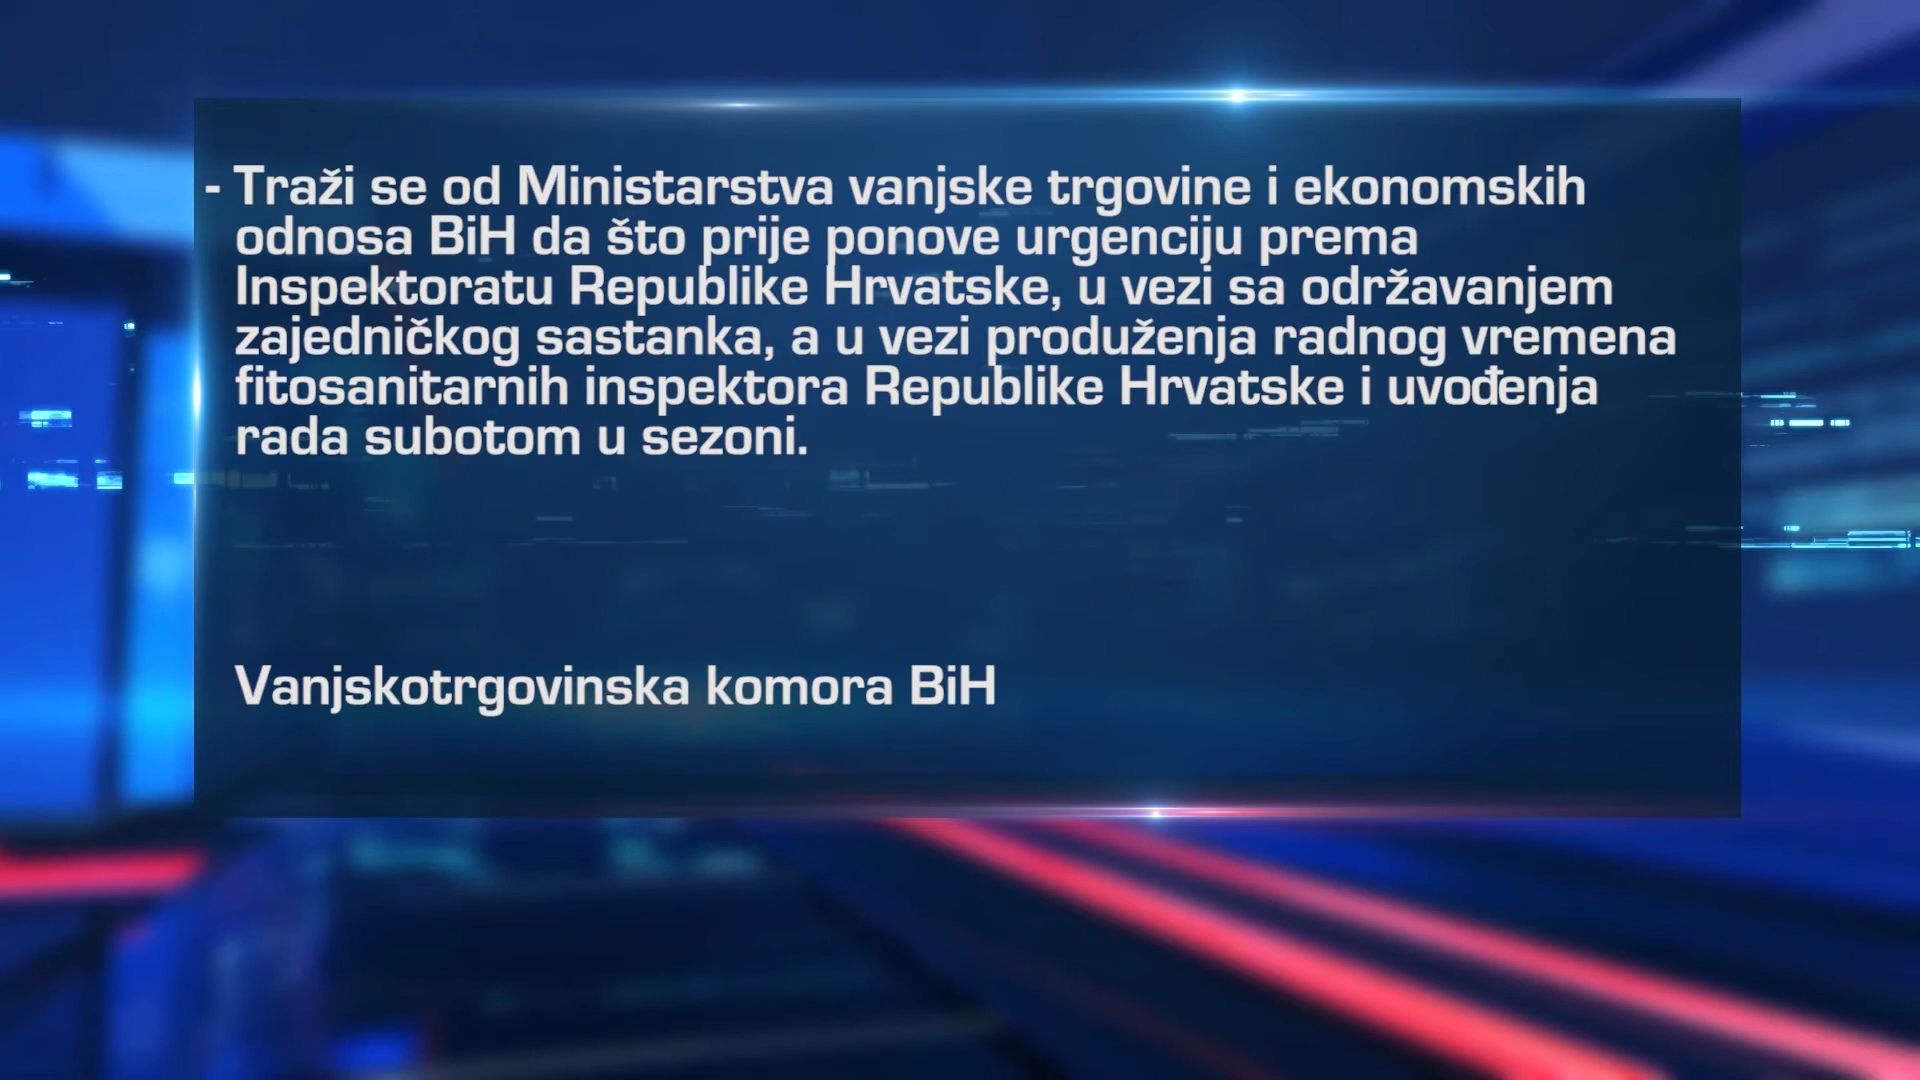 - Traži se od Ministarstva vanjske trgovine i ekonomskih
odnosa BiH da što prije ponove urgenciju prema
Inspektoratu Republike Hrvatske, u vezi sa održavanjem
zajedničkog sastanka, a u vezi produženja radnog vremena
fitosanitarnih inspektora Republike Hrvatske i uvođenja
rada subotom u sezoni.
Vanjskotrgovinska komora BiH